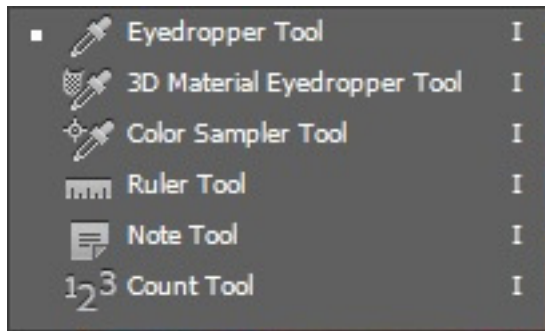 Eyedropper Tool I
3D Material Eyedropper Tool I
Color Sampler Tool I
Ruler Tool I
Note Tool I
123 Count Tool I